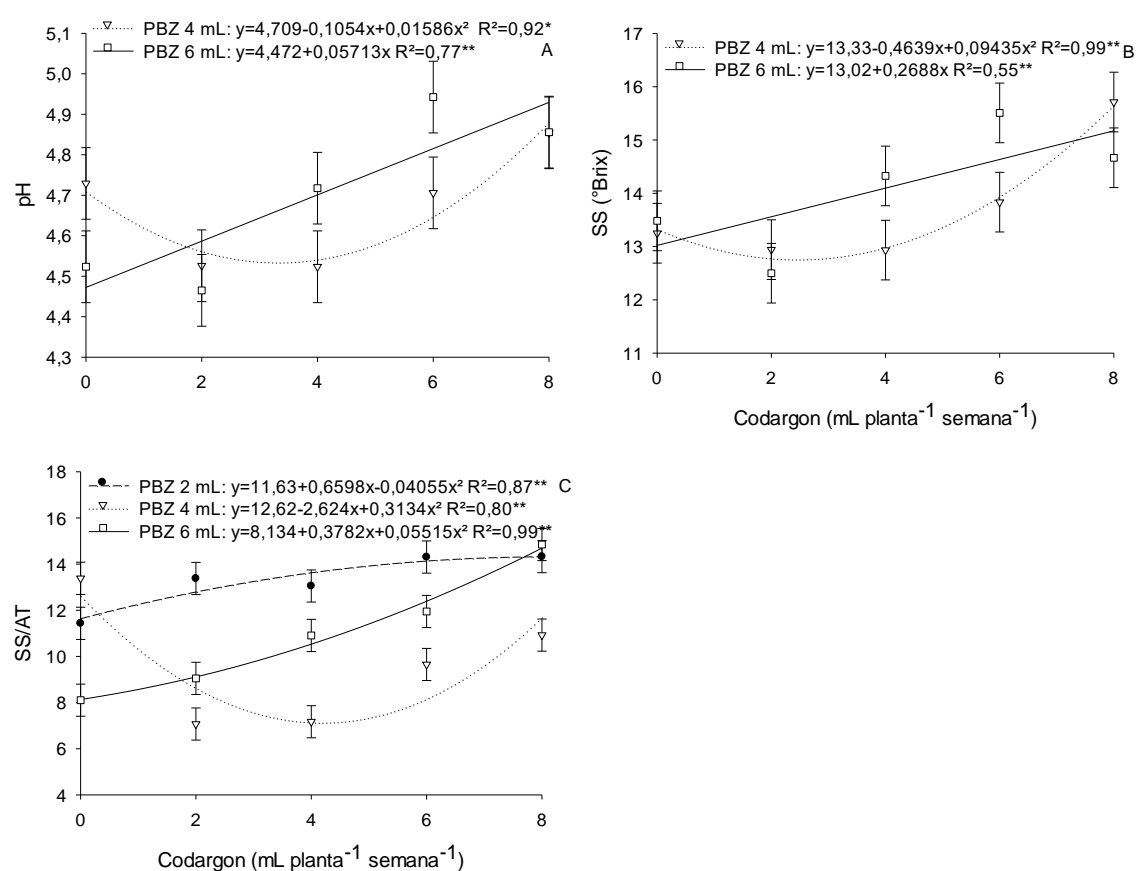 PBZ 4 mL: y=4,709-0,1054x+0,01586x² R²=0,92*
PBZ 6 mL: y=4,472+0,05713x R²=0,77**
A
5,1
5,0
4,9
4,8
4,7
4,6
4,5
4,4
4,3
pH
0 2 4 6 8
PBZ 4 mL: y=13,33-0,4639x+0,09435x² R²=0,99**
B
PBZ 6 mL: y=13,02+0,2688x R²=0,55**
17
16
15
14
13
12
11
SS (°Brix)
0 2 4 6 8
Codargon (mL planta⁻¹ semana⁻¹)
PBZ 2 mL: y=11,63+0,6598x-0,04055x² R²=0,87**
C
PBZ 4 mL: y=12,62-2,624x+0,3134x² R²=0,80**
PBZ 6 mL: y=8,134+0,3782x+0,05515x² R²=0,99**
18
16
14
12
10
8
6
4
SS/AT
0 2 4 6 8
Codargon (mL planta⁻¹ semana⁻¹)